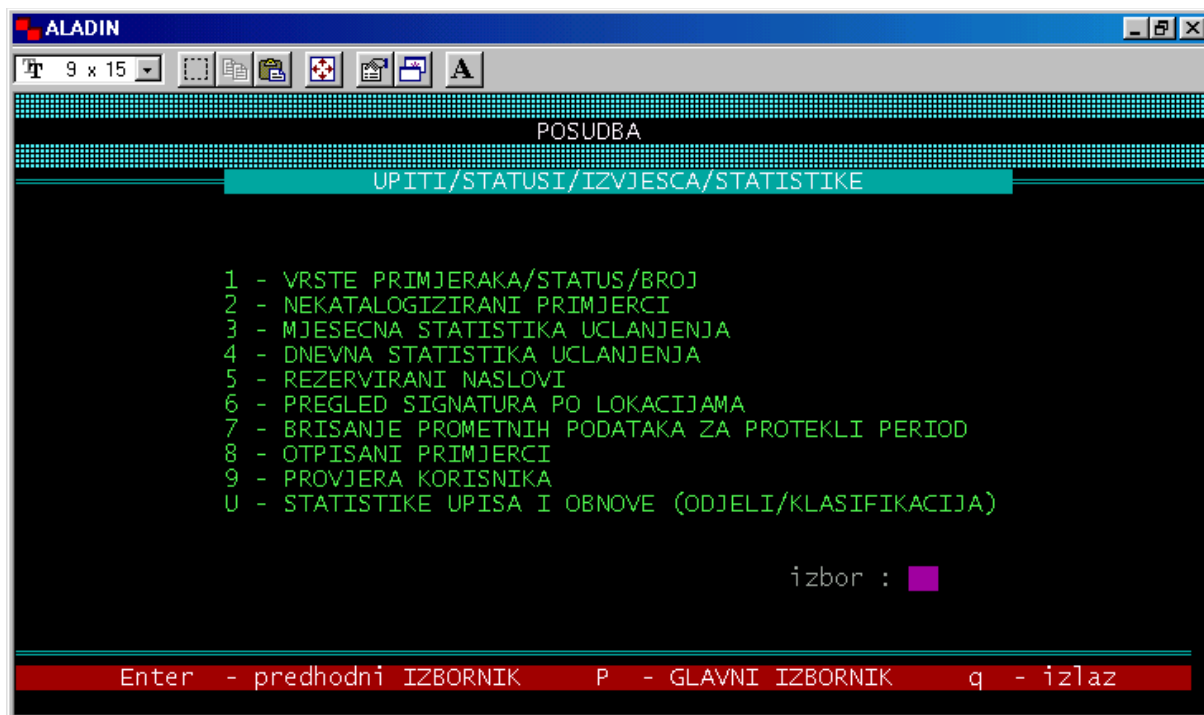 ALADIN
9 x 15
A
POSUDBA
UPITI/STATUSI/IZVJESCA/STATISTIKE
1 - VRSTE PRIMJERAKA/STATUS/BROJ
2 - NEKATALOGIZIRANI PRIMJERCI
3 - MJESECNA STATISTIKA UCLANJENJA
4 - DNEVNA STATISTIKA UCLANJENJA
5 - REZERVIRANI NASLOVI
6 - PREGLED SIGNATURA PO LOKACIJAMA
7 - BRISANJE PROMETNIH PODATAKA ZA PROTEKLI PERIOD
8 - OTPISANI PRIMJERCI
9 - PROVJERA KORISNIKA
U - STATISTIKE UPISA I OBNOVE (ODJELI/KLASIFIKACIJA)
izbor :
Enter - predhodni IZBORNIK P - GLAVNI IZBORNIK q - izlaz